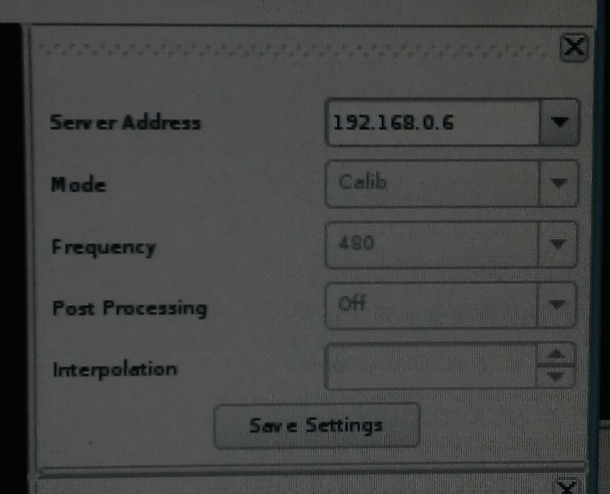 Server Address 192.168.0.6
Mode Calib
Frequency 480
Post Processing Off
Interpolation
Save Settings